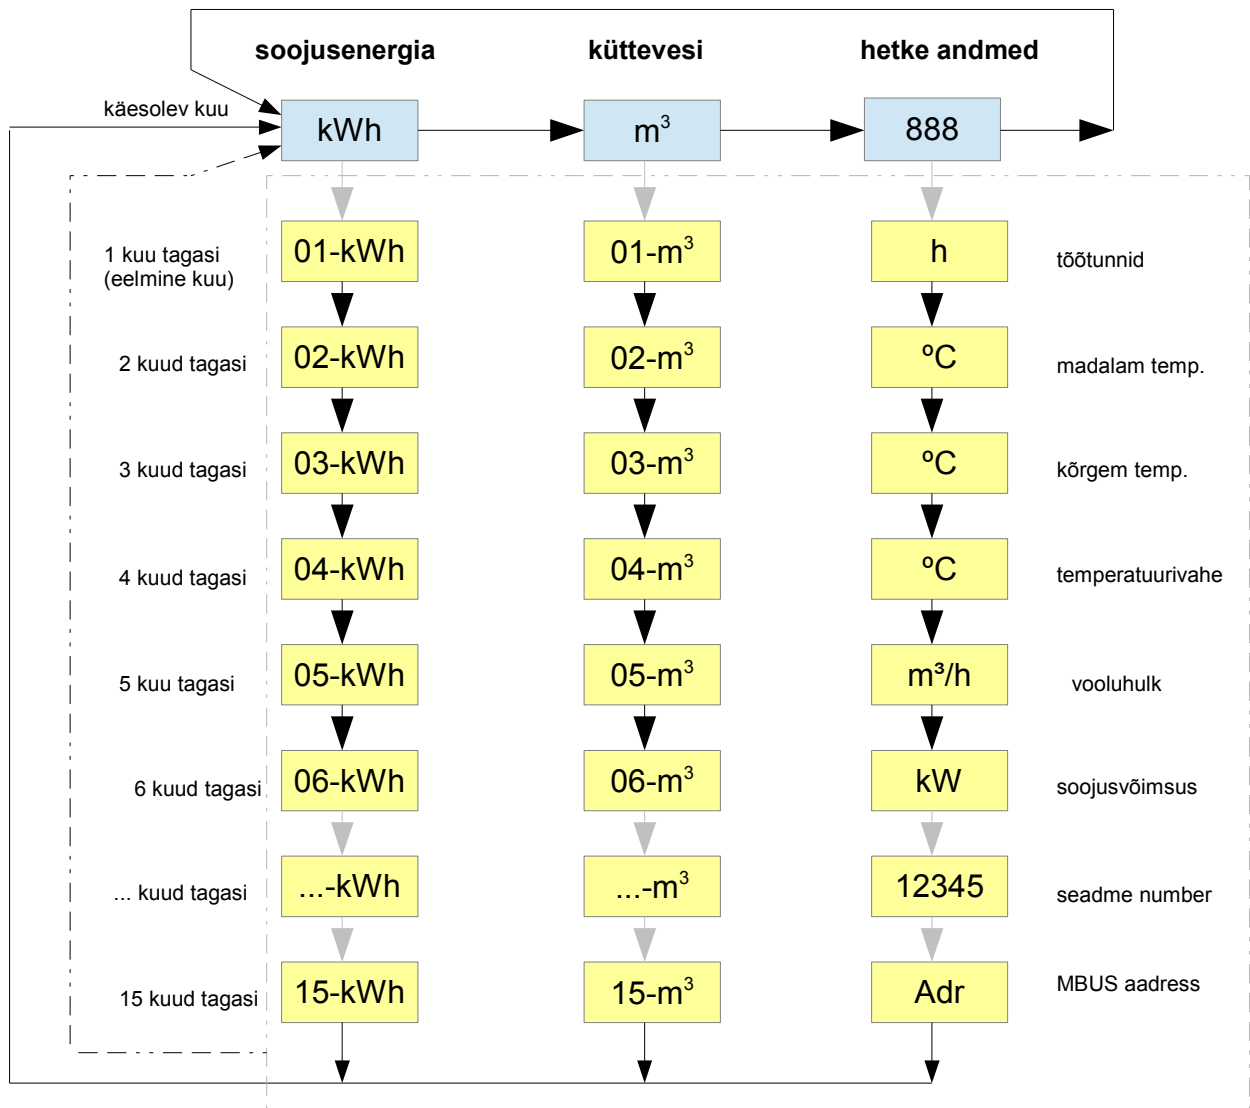 soojusenergia küttevesi hetke andmed
käesolev kuu
kWh m³ 888
1 kuu tagasi
(eelmine kuu)
01-kWh 01-m³ h tõõtunnid
2 kuud tagasi 02-kWh 02-m³ ºC madalam temp.
3 kuud tagasi 03-kWh 03-m³ ºC kõrgem temp.
4 kuud tagasi 04-kWh 04-m³ ºC temperatuurivahe
5 kuu tagasi 05-kWh 05-m³ m³/h vooluhulk
6 kuud tagasi 06-kWh 06-m³ kW soojusvõimsus
... kuud tagasi ...-kWh ...-m³ 12345 seadme number
15 kuud tagasi 15-kWh 15-m³ Adr MBUS aadress